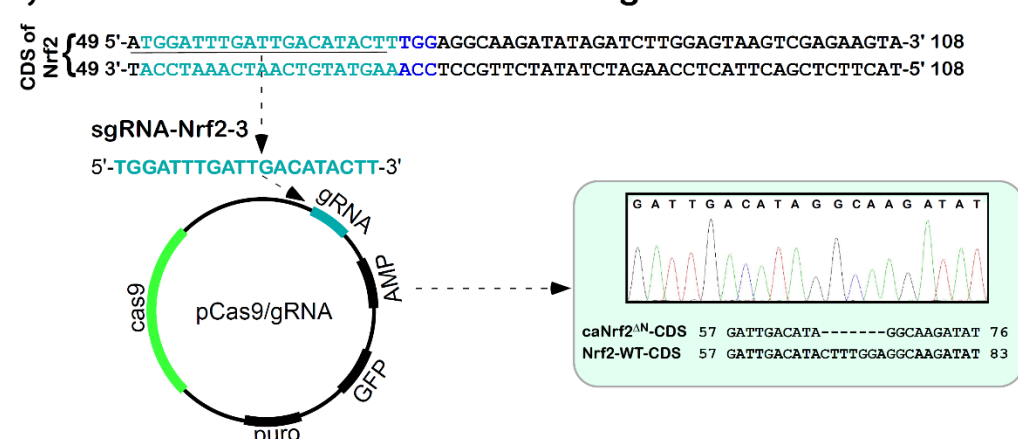 CDS of Nrf2
49 5'-ATGGATTTGATTGACATACTTTGGAGGCAAGATATAGATCTTGGAGTAAGTCGAGAAGTA-3' 108
49 3'-TACCTAAACTAACTGTATGAAACCTCCGTTCTATATCTAGAACCTCATTCAGCTCTTCAT-5' 108
sgRNA-Nrf2-3
5'-TGGATTTGATTGACATACTT-3'
gRNA
AMP
cas9
pCas9/gRNA
GFP
puro
G A T T G A C A T A G G C A A G A T A T
caNrf2ΔN-CDS 57 GATTGACATA-------GGCAAGATAT 76
Nrf2-WT-CDS 57 GATTGACATACTTTGGAGGCAAGATAT 83